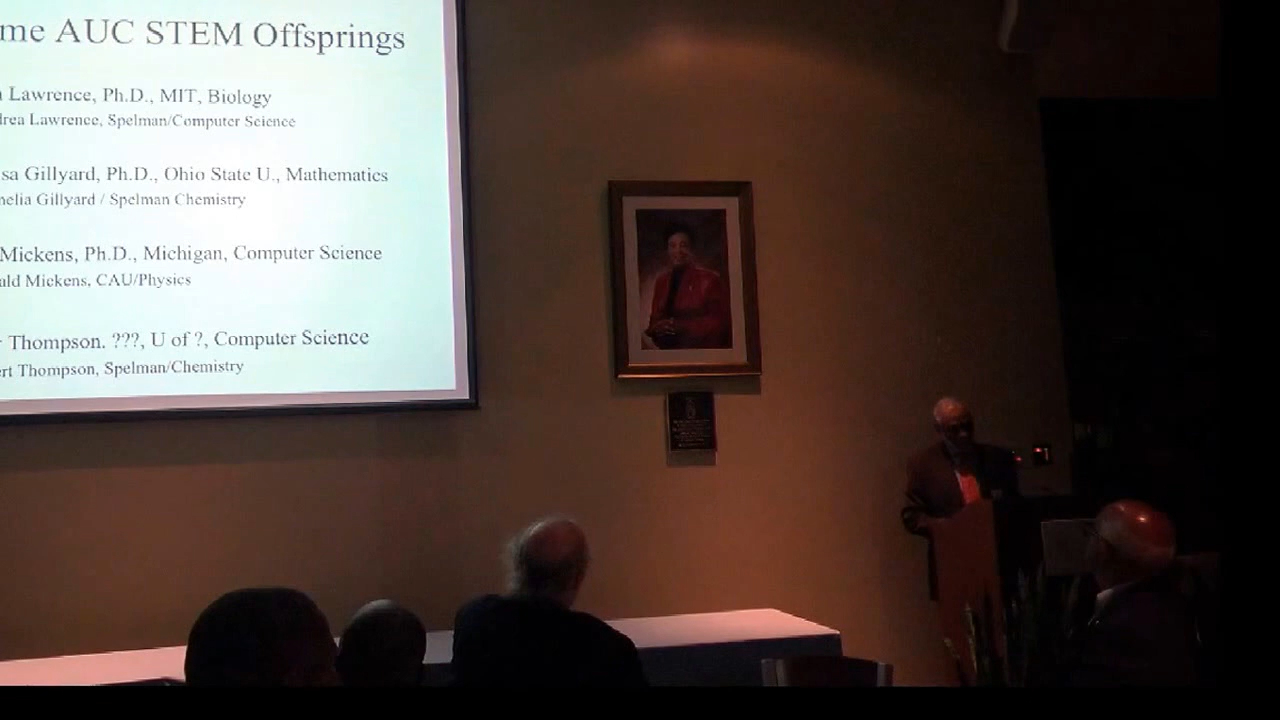 me AUC STEM Offsprings
Lawrence, Ph.D., MIT, Biology
rea Lawrence, Spelman/Computer Science
sa Gillyard, Ph.D., Ohio State U., Mathematics
nelia Gillyard / Spelman Chemistry
Mickens, Ph.D., Michigan, Computer Science
ald Mickens, CAU/Physics
Thompson. ???, U of ?, Computer Science
rt Thompson, Spelman/Chemistry